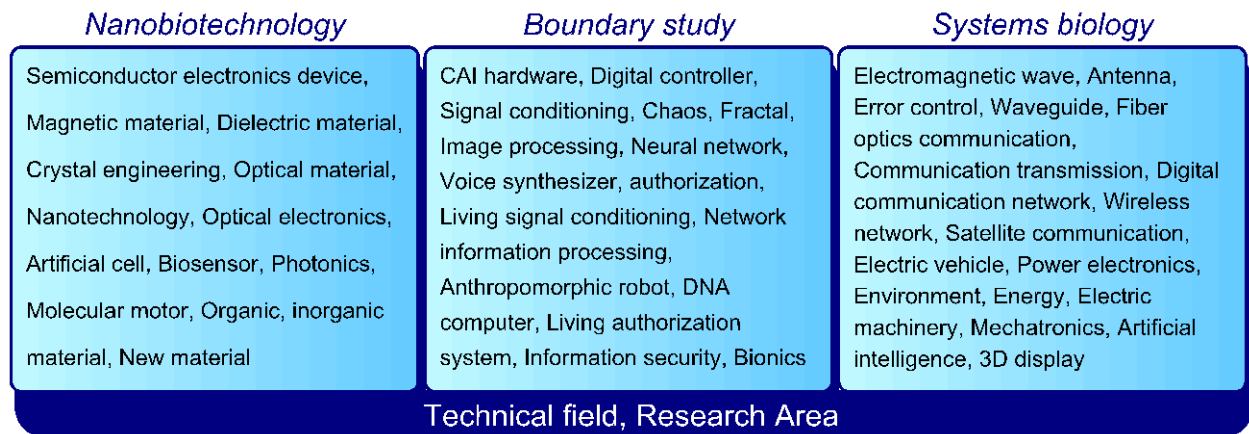 Nanobiotechnology
Semiconductor electronics device,
Magnetic material, Dielectric material,
Crystal engineering, Optical material,
Nanotechnology, Optical electronics,
Artificial cell, Biosensor, Photonics,
Molecular motor, Organic, inorganic
material, New material
Boundary study
CAI hardware, Digital controller,
Signal conditioning, Chaos, Fractal,
Image processing, Neural network,
Voice synthesizer, authorization,
Living signal conditioning, Network
information processing,
Anthropomorphic robot, DNA
computer, Living authorization
system, Information security, Bionics
Systems biology
Electromagnetic wave, Antenna,
Error control, Waveguide, Fiber
optics communication,
Communication transmission, Digital
communication network, Wireless
network, Satellite communication,
Electric vehicle, Power electronics,
Environment, Energy, Electric
machinery, Mechatronics, Artificial
intelligence, 3D display
Technical field, Research Area